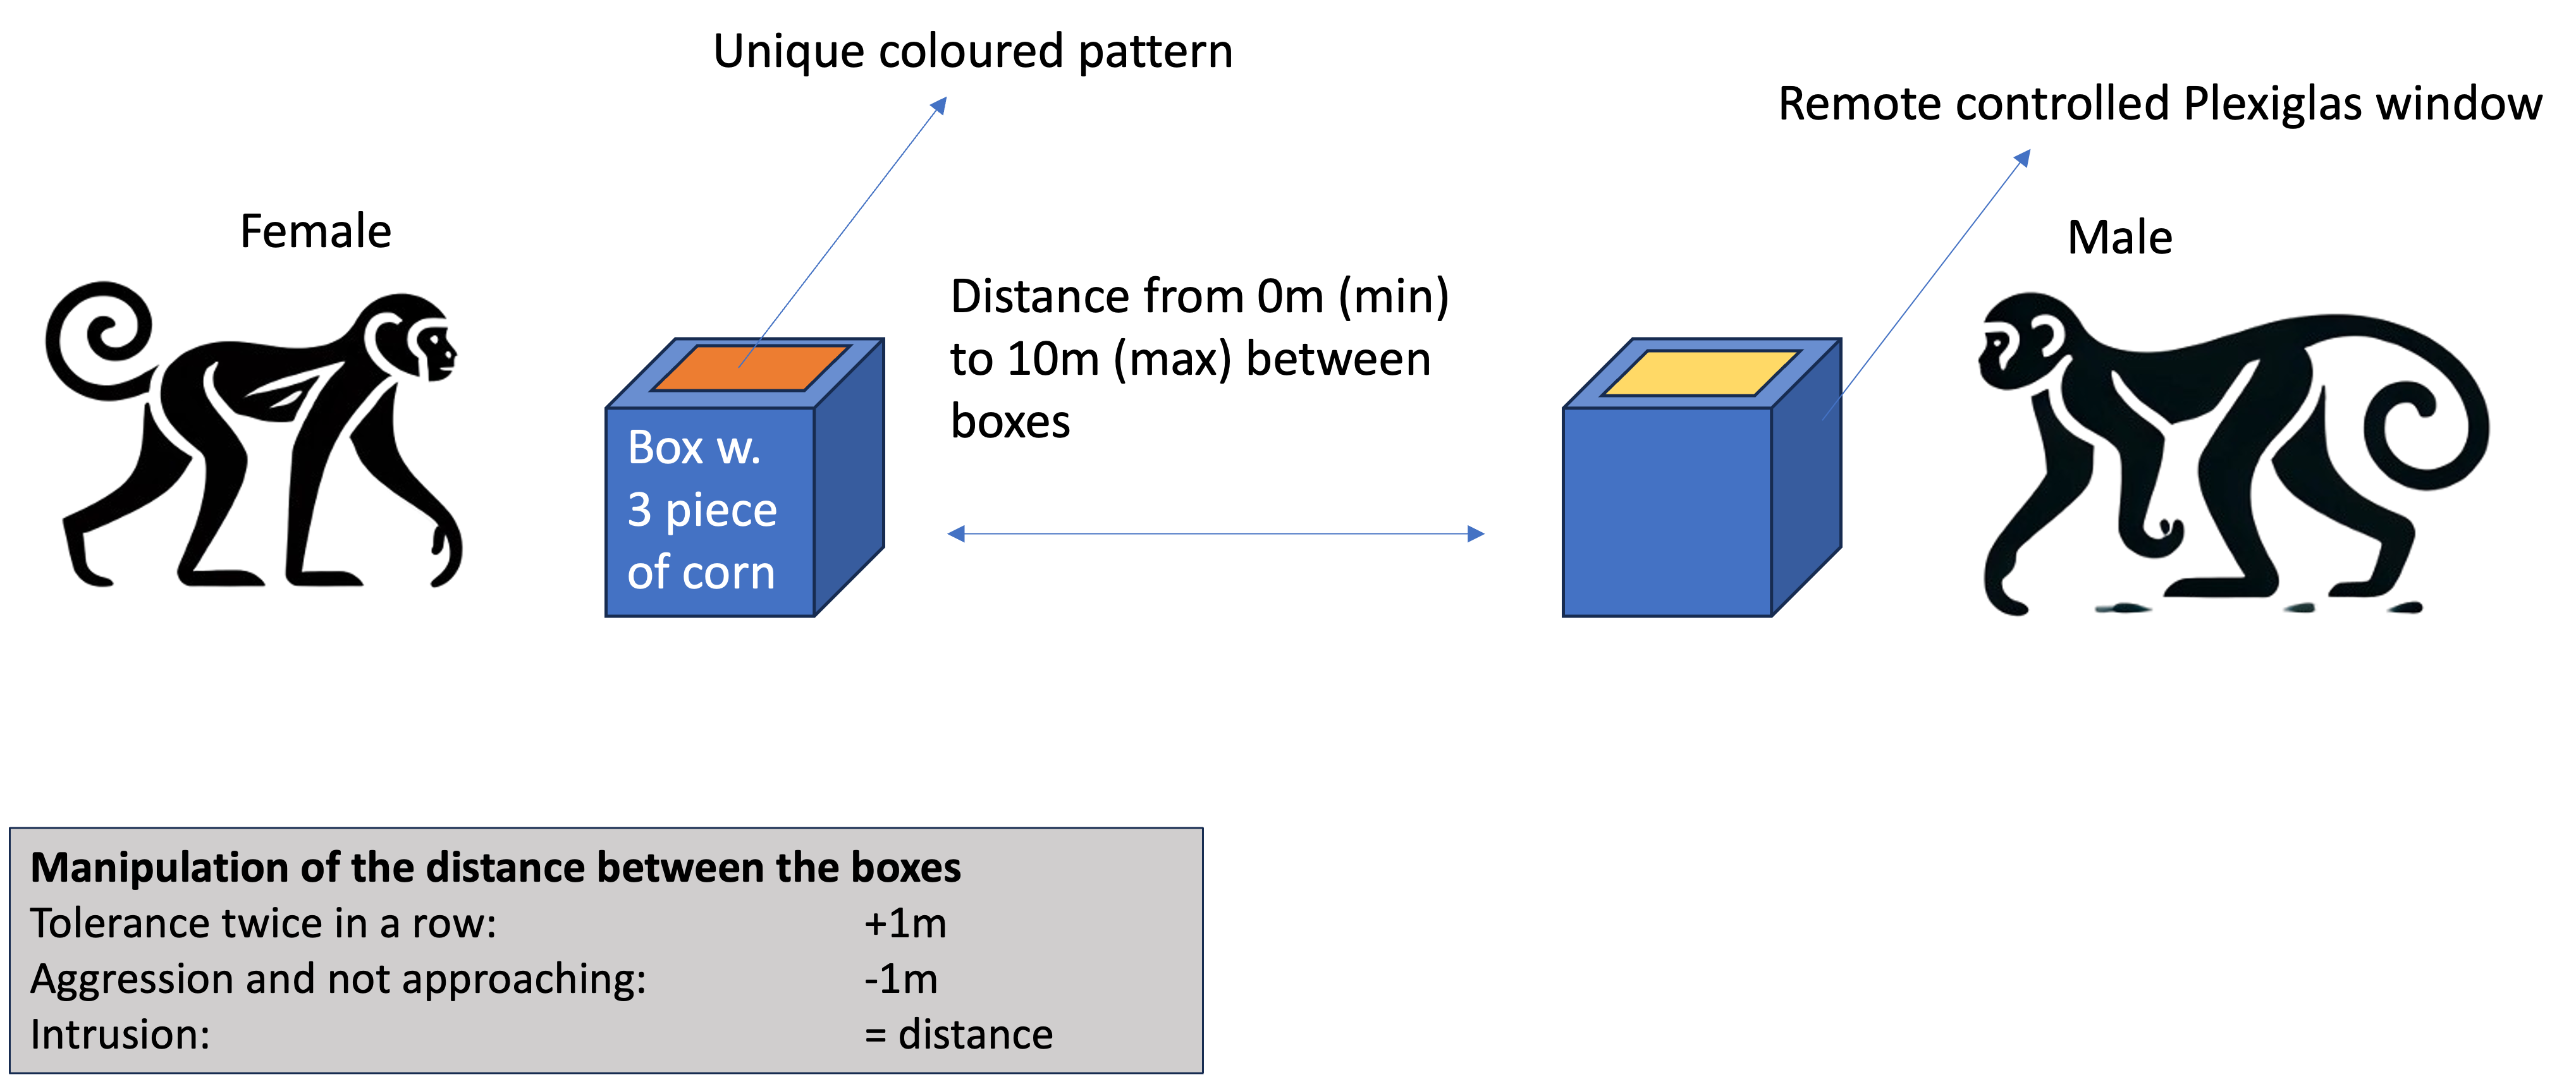 Unique coloured pattern
Remote controlled Plexiglas window
Female
Male
Distance from 0m (min)
to 10m (max) between
boxes
Box w.
3 piece
of corn
Manipulation of the distance between the boxes
Tolerance twice in a row: +1m
Aggression and not approaching: -1m
Intrusion: = distance